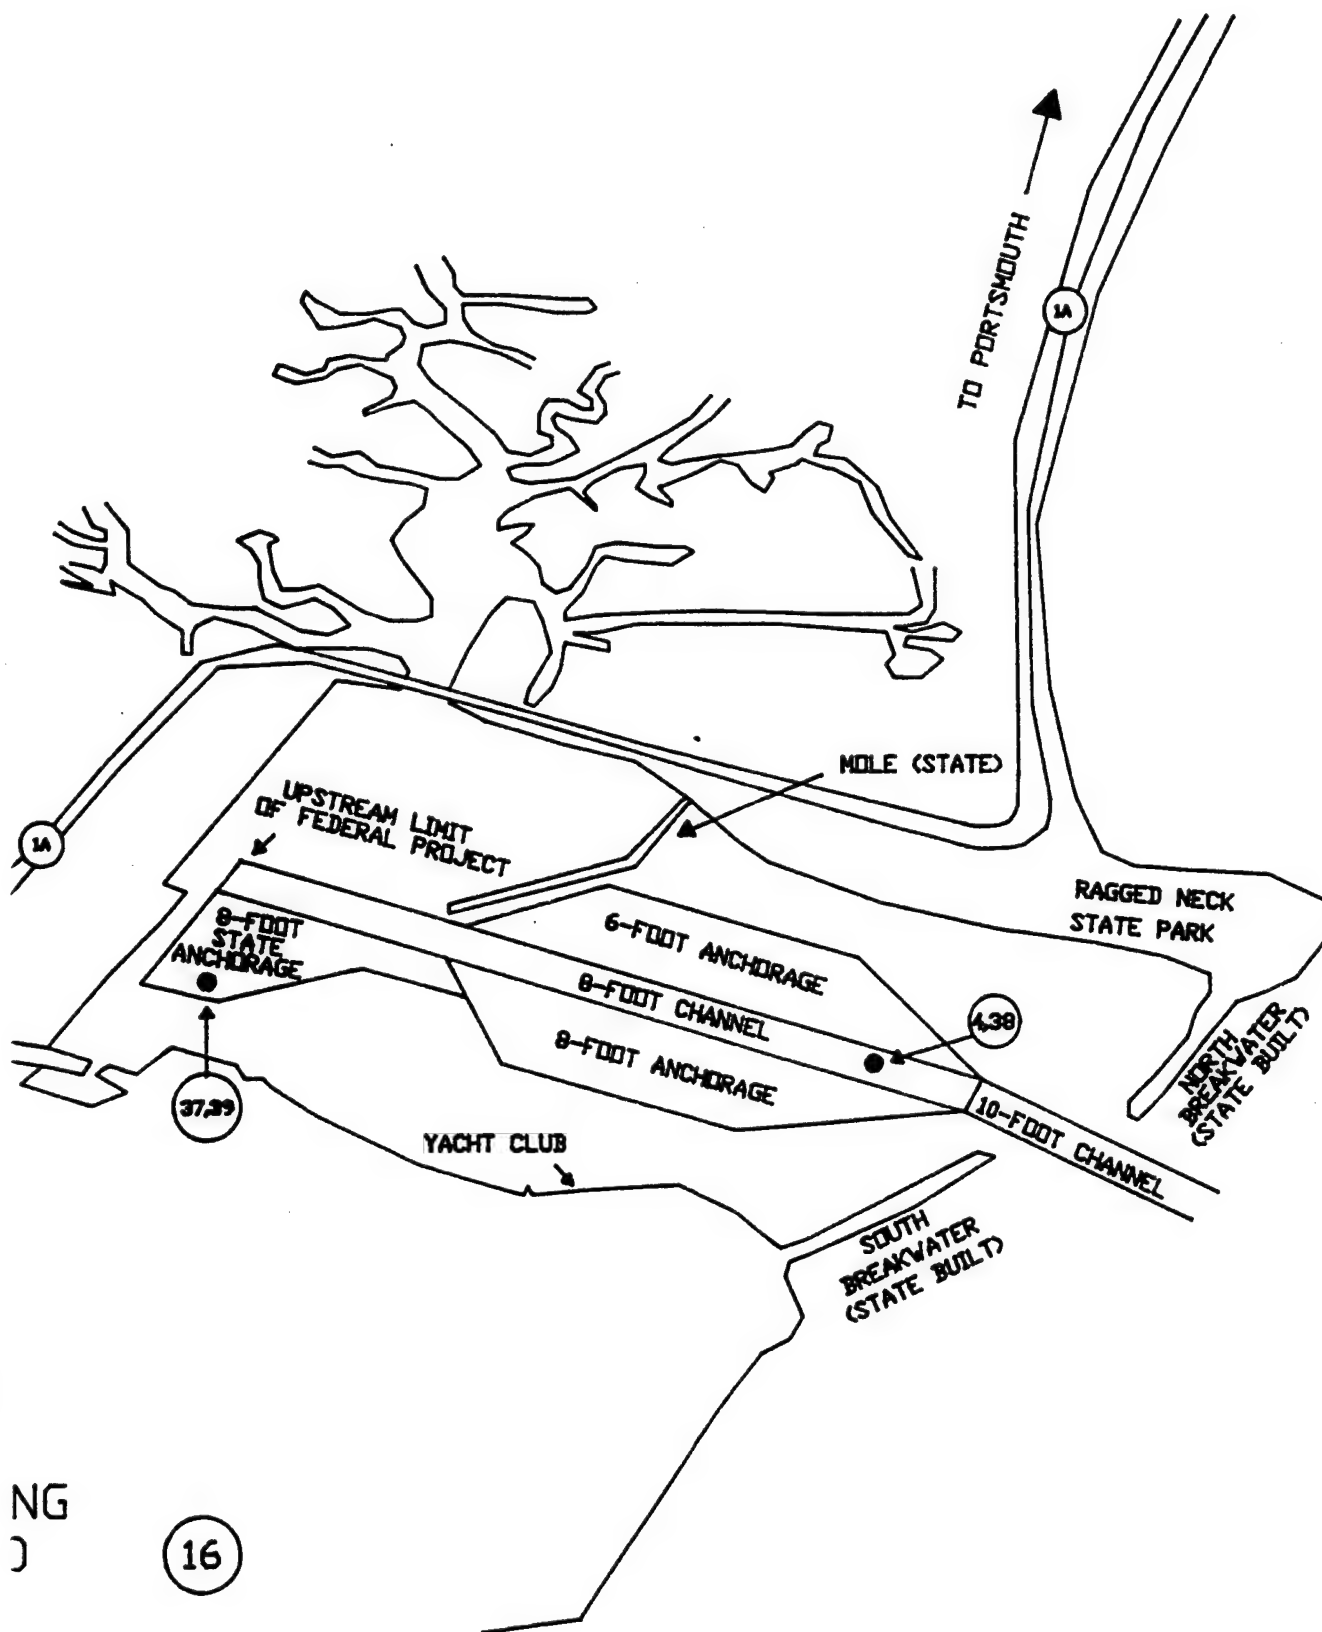 TO PORTSMOUTH
1A
MOLE (STATE)
UPSTREAM LIMIT
OF FEDERAL PROJECT
1A
RAGGED NECK
STATE PARK
8-FOOT
STATE
ANCHORAGE
6-FOOT ANCHORAGE
8-FOOT CHANNEL
8-FOOT ANCHORAGE
4,38
NORTH
BREAKWATER
(STATE BUILT)
37,39
10-FOOT CHANNEL
YACHT CLUB
SOUTH
BREAKWATER
(STATE BUILT)
NG
)
16